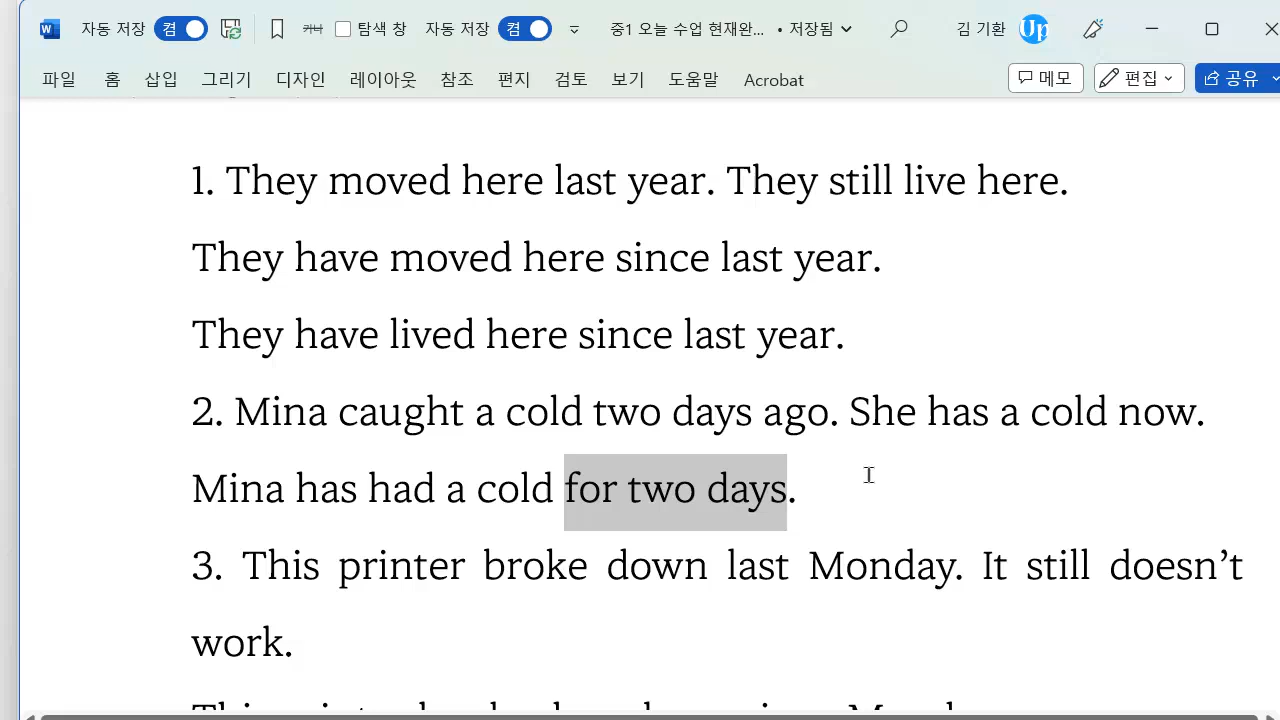 자동 저장 켬 가나 탐색 창 자동 저장 켬 중1 오늘 수업 현재완... • 저장됨 김 기환 Up
파일 홈 삽입 그리기 디자인 레이아웃 참조 편지 검토 보기 도움말 Acrobat 메모 편집 공유
1. They moved here last year. They still live here.
They have moved here since last year.
They have lived here since last year.
2. Mina caught a cold two days ago. She has a cold now.
Mina has had a cold for two days.
3. This printer broke down last Monday. It still doesn’t
work.